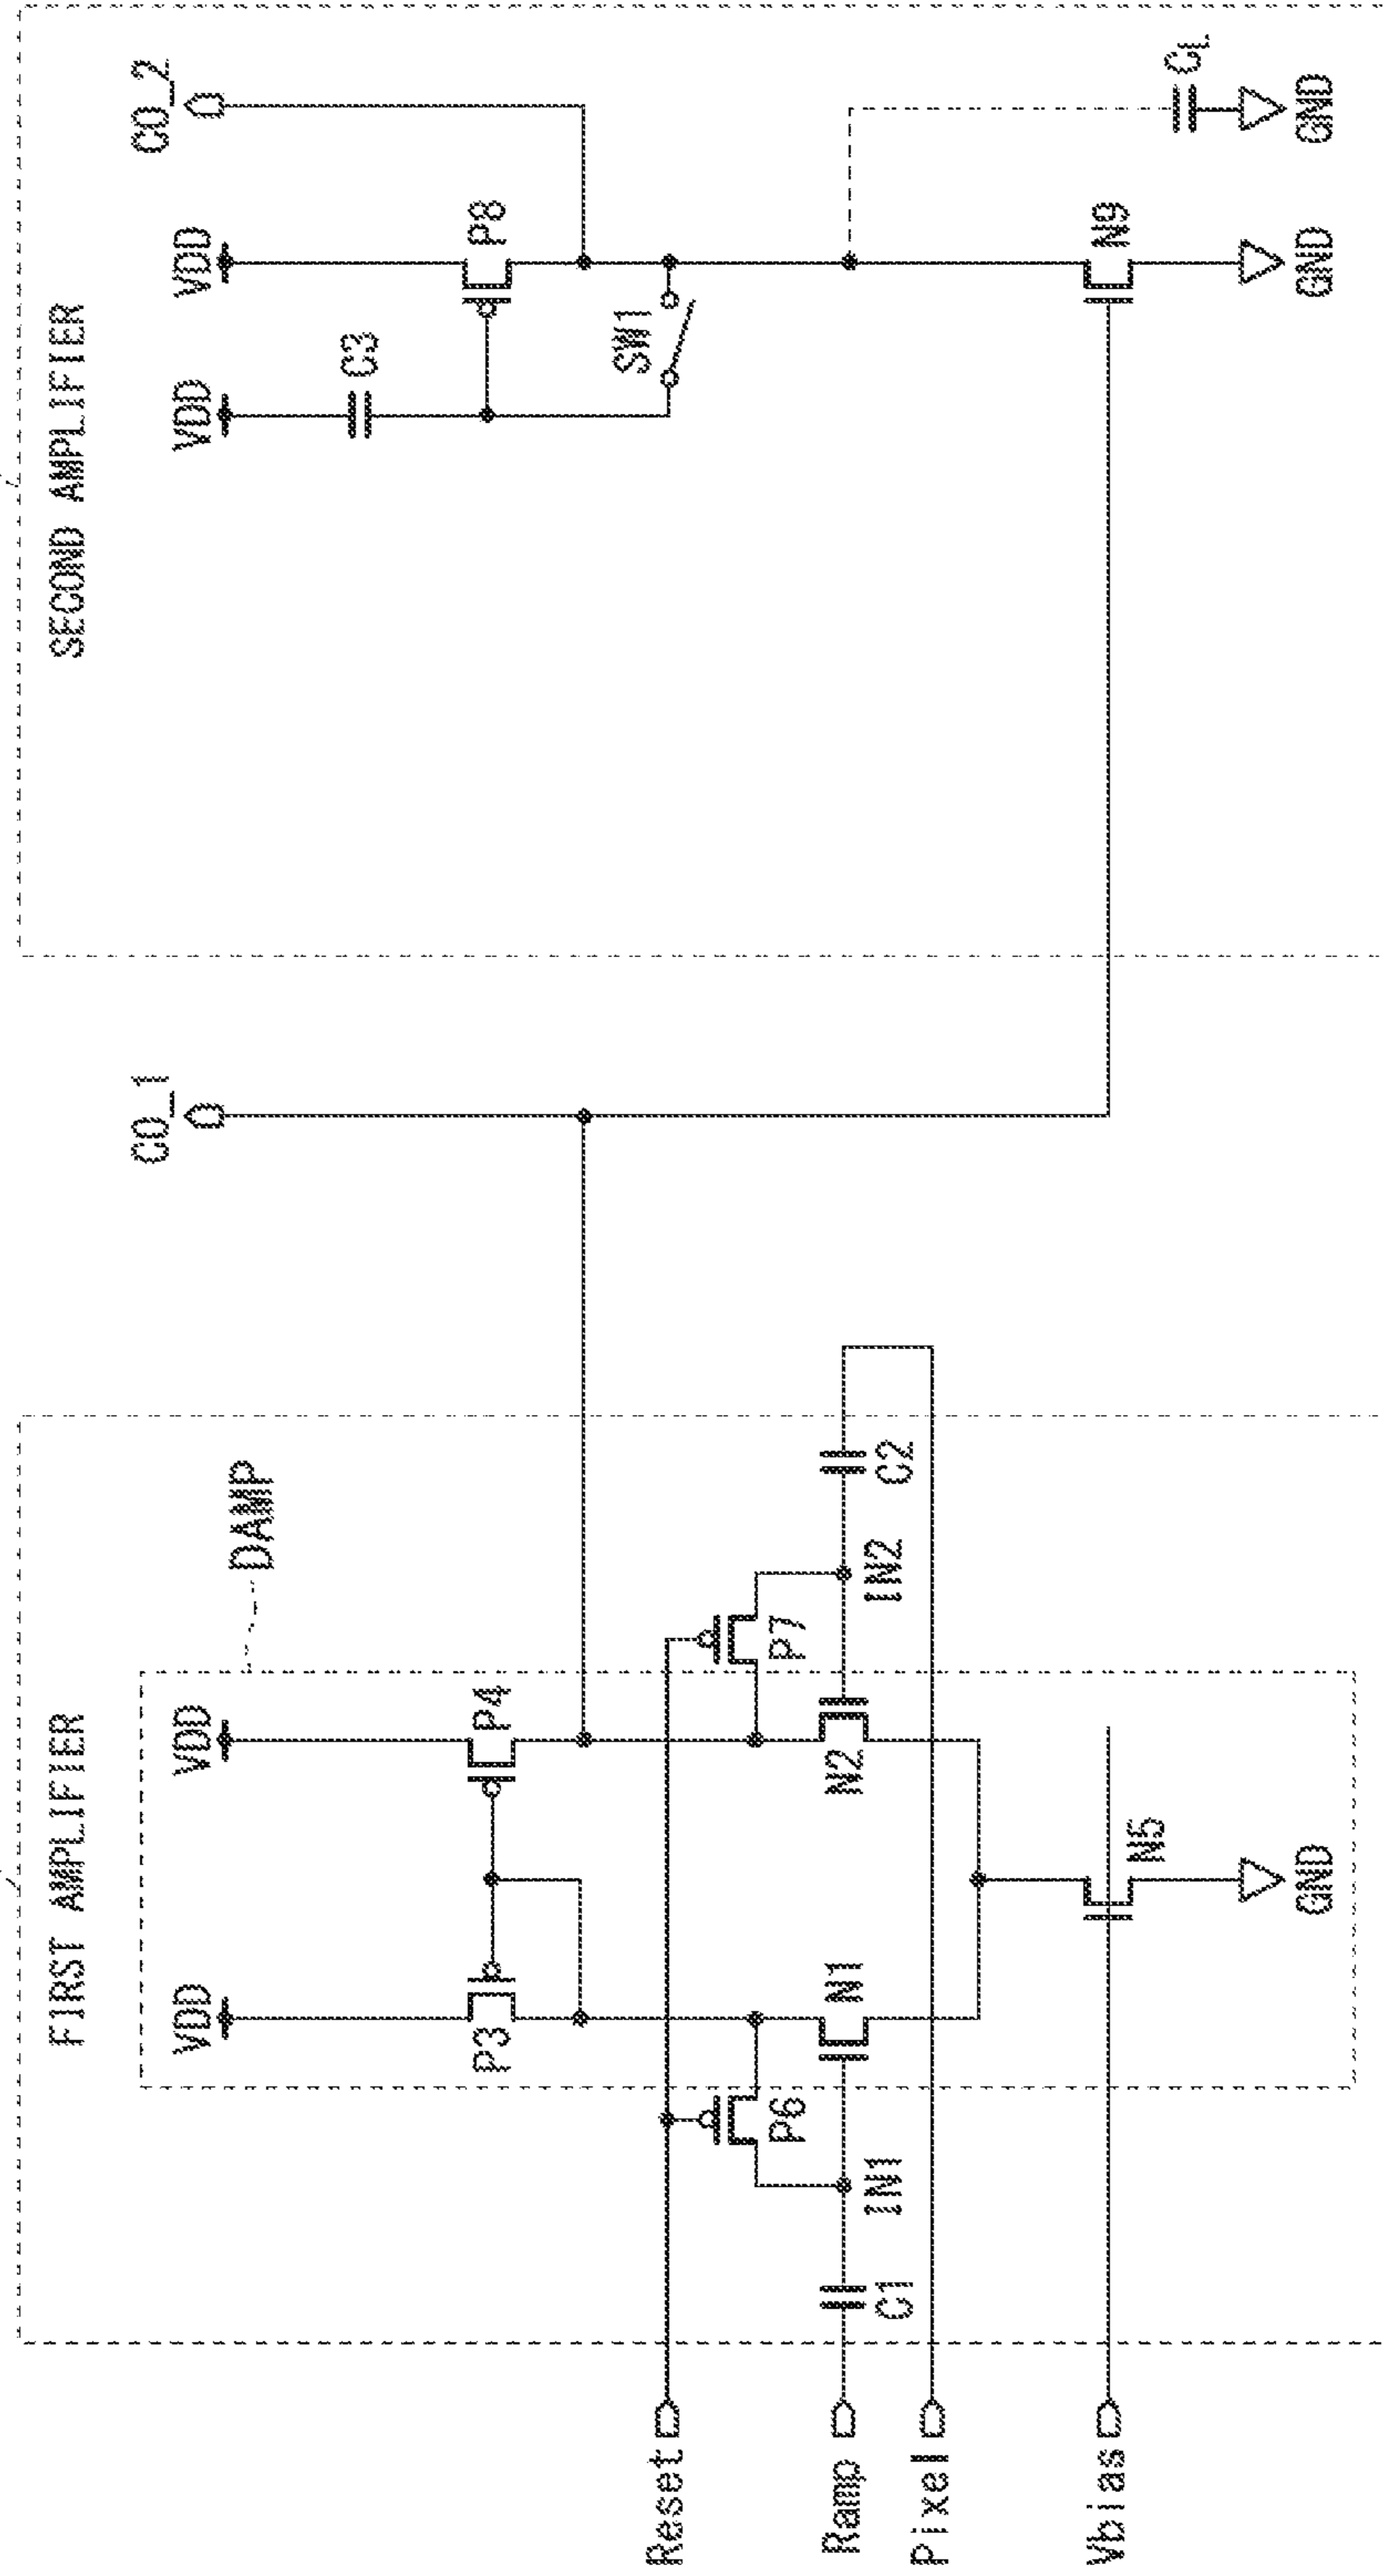 FIRST AMPLIFIER
SECOND AMPLIFIER
DAMP
CO_1
CO_2
VDD
VDD
VDD
VDD
P3
P4
C3
P8
SW1
Reset
P6
P7
Ramp
C1
IN1
N1
N2
IN2
C2
Pixel
Vbias
N5
N9
CL
GND
GND
GND